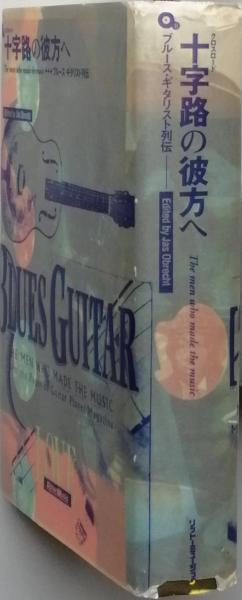 十字路の彼方へ
BLUES GUITAR
THE MEN WHO MADE THE MUSIC
Guitar Player Magazine
クロスロード
十字路の彼方へ
ブルース・ギタリスト列伝
Edited by Jas Obrecht
The men who made the music
リットーミュージック